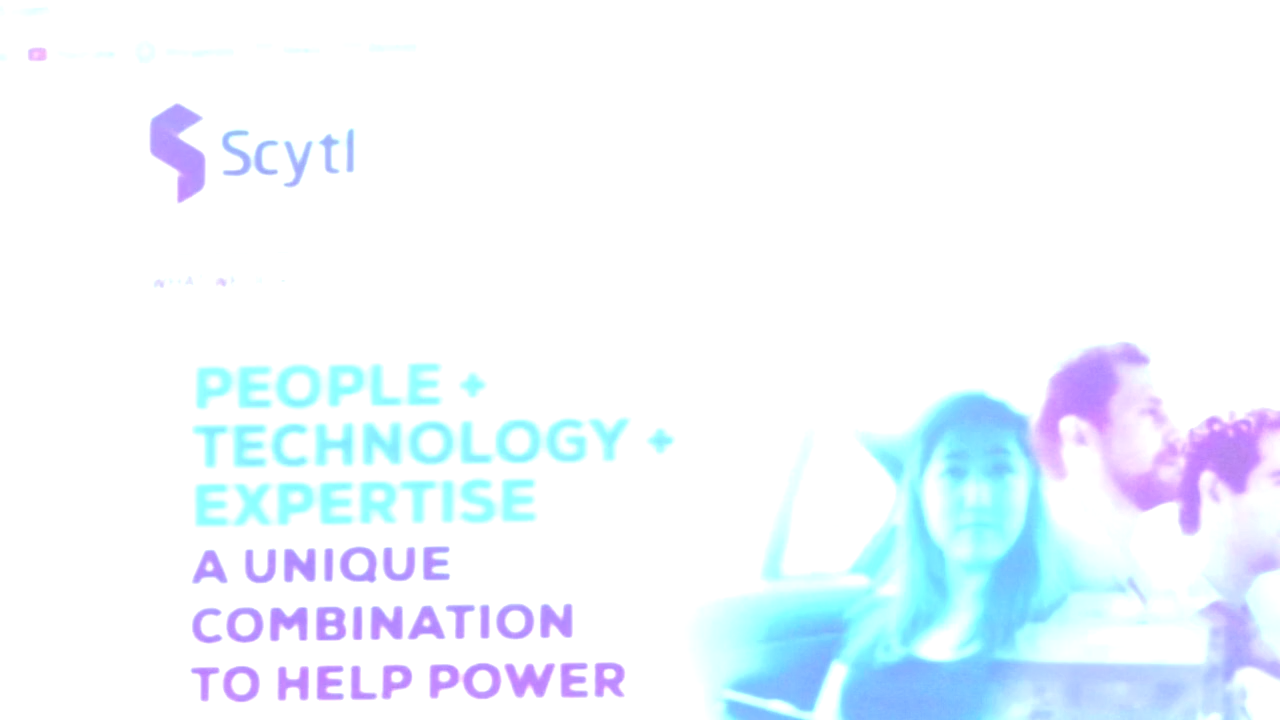 Scytl
PEOPLE +
TECHNOLOGY +
EXPERTISE
A UNIQUE
COMBINATION
TO HELP POWER